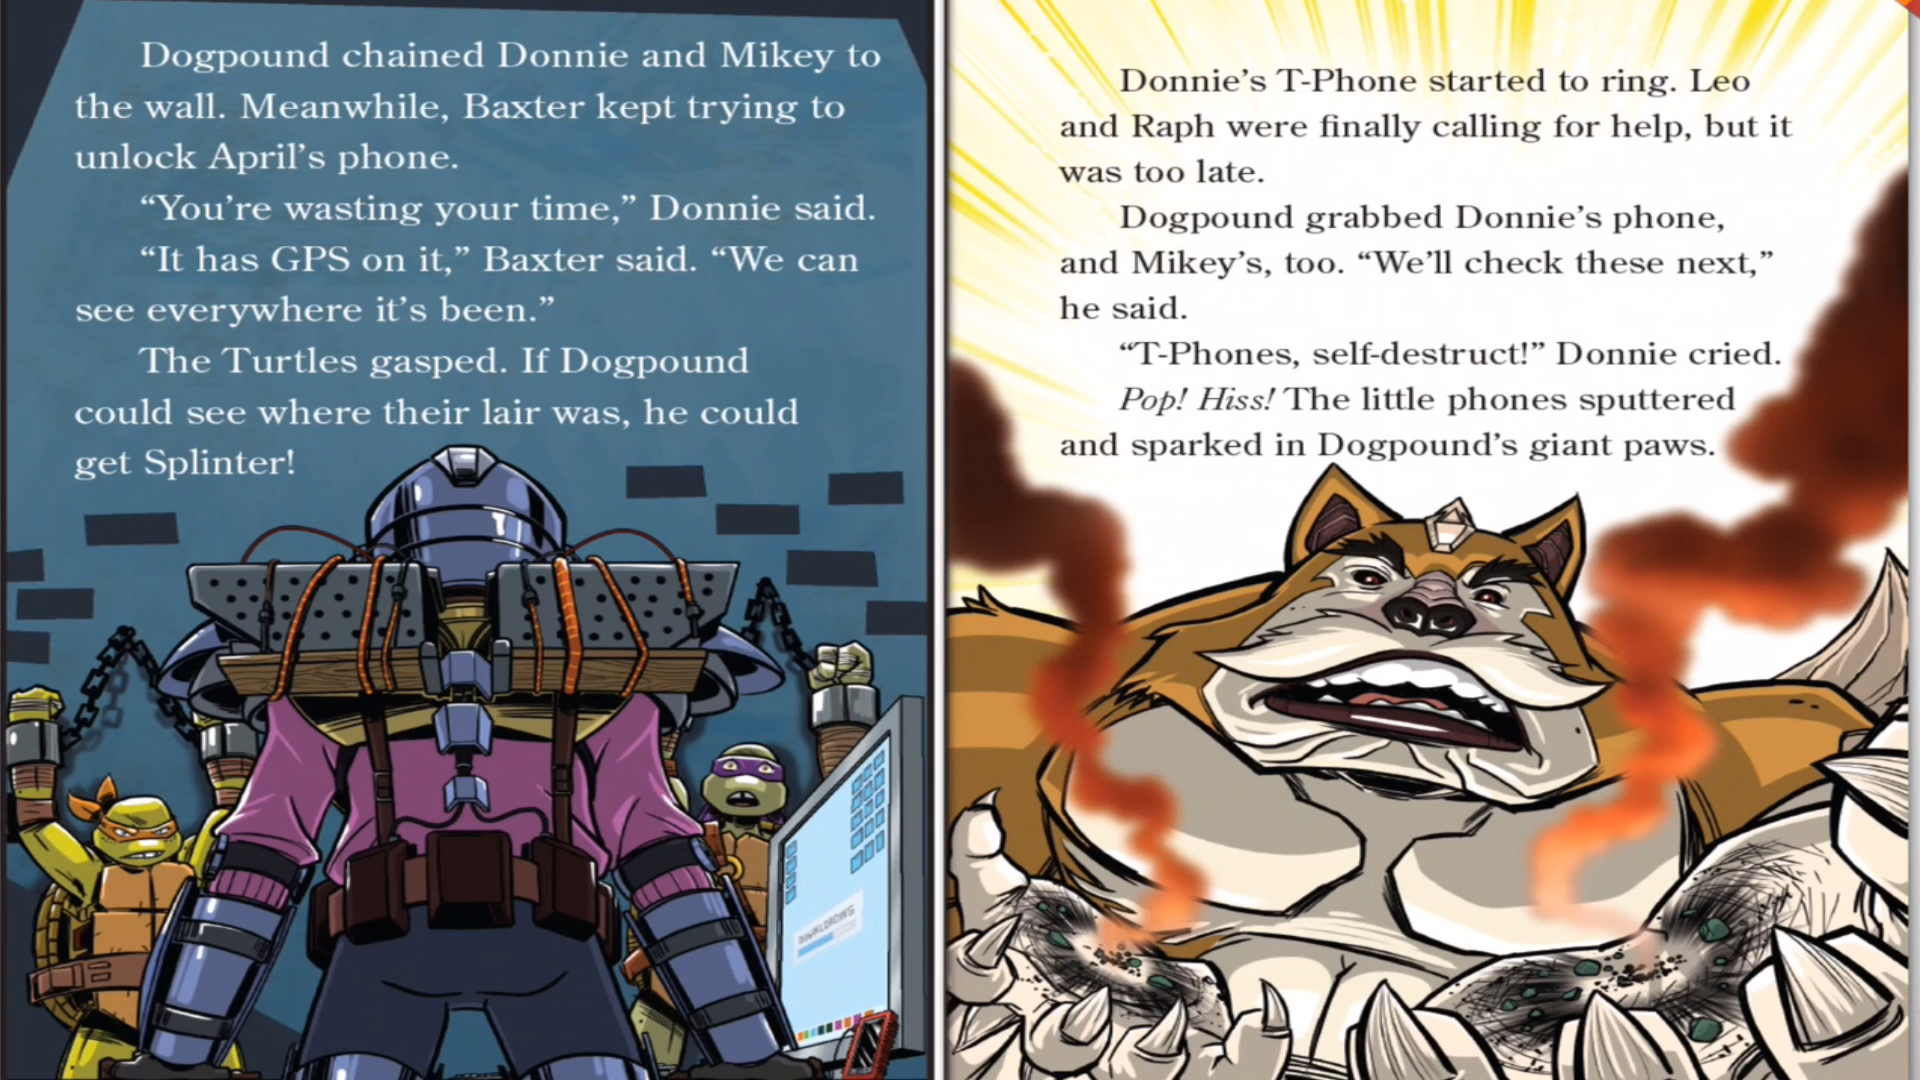 Dogpound chained Donnie and Mikey to
the wall. Meanwhile, Baxter kept trying to
unlock April’s phone.
“You’re wasting your time,” Donnie said.
“It has GPS on it,” Baxter said. “We can
see everywhere it’s been.”
The Turtles gasped. If Dogpound
could see where their lair was, he could
get Splinter!
DOWNLOADING
Donnie’s T-Phone started to ring. Leo
and Raph were finally calling for help, but it
was too late.
Dogpound grabbed Donnie’s phone,
and Mikey’s, too. “We’ll check these next,”
he said.
“T-Phones, self-destruct!” Donnie cried.
Pop! Hiss! The little phones sputtered
and sparked in Dogpound’s giant paws.